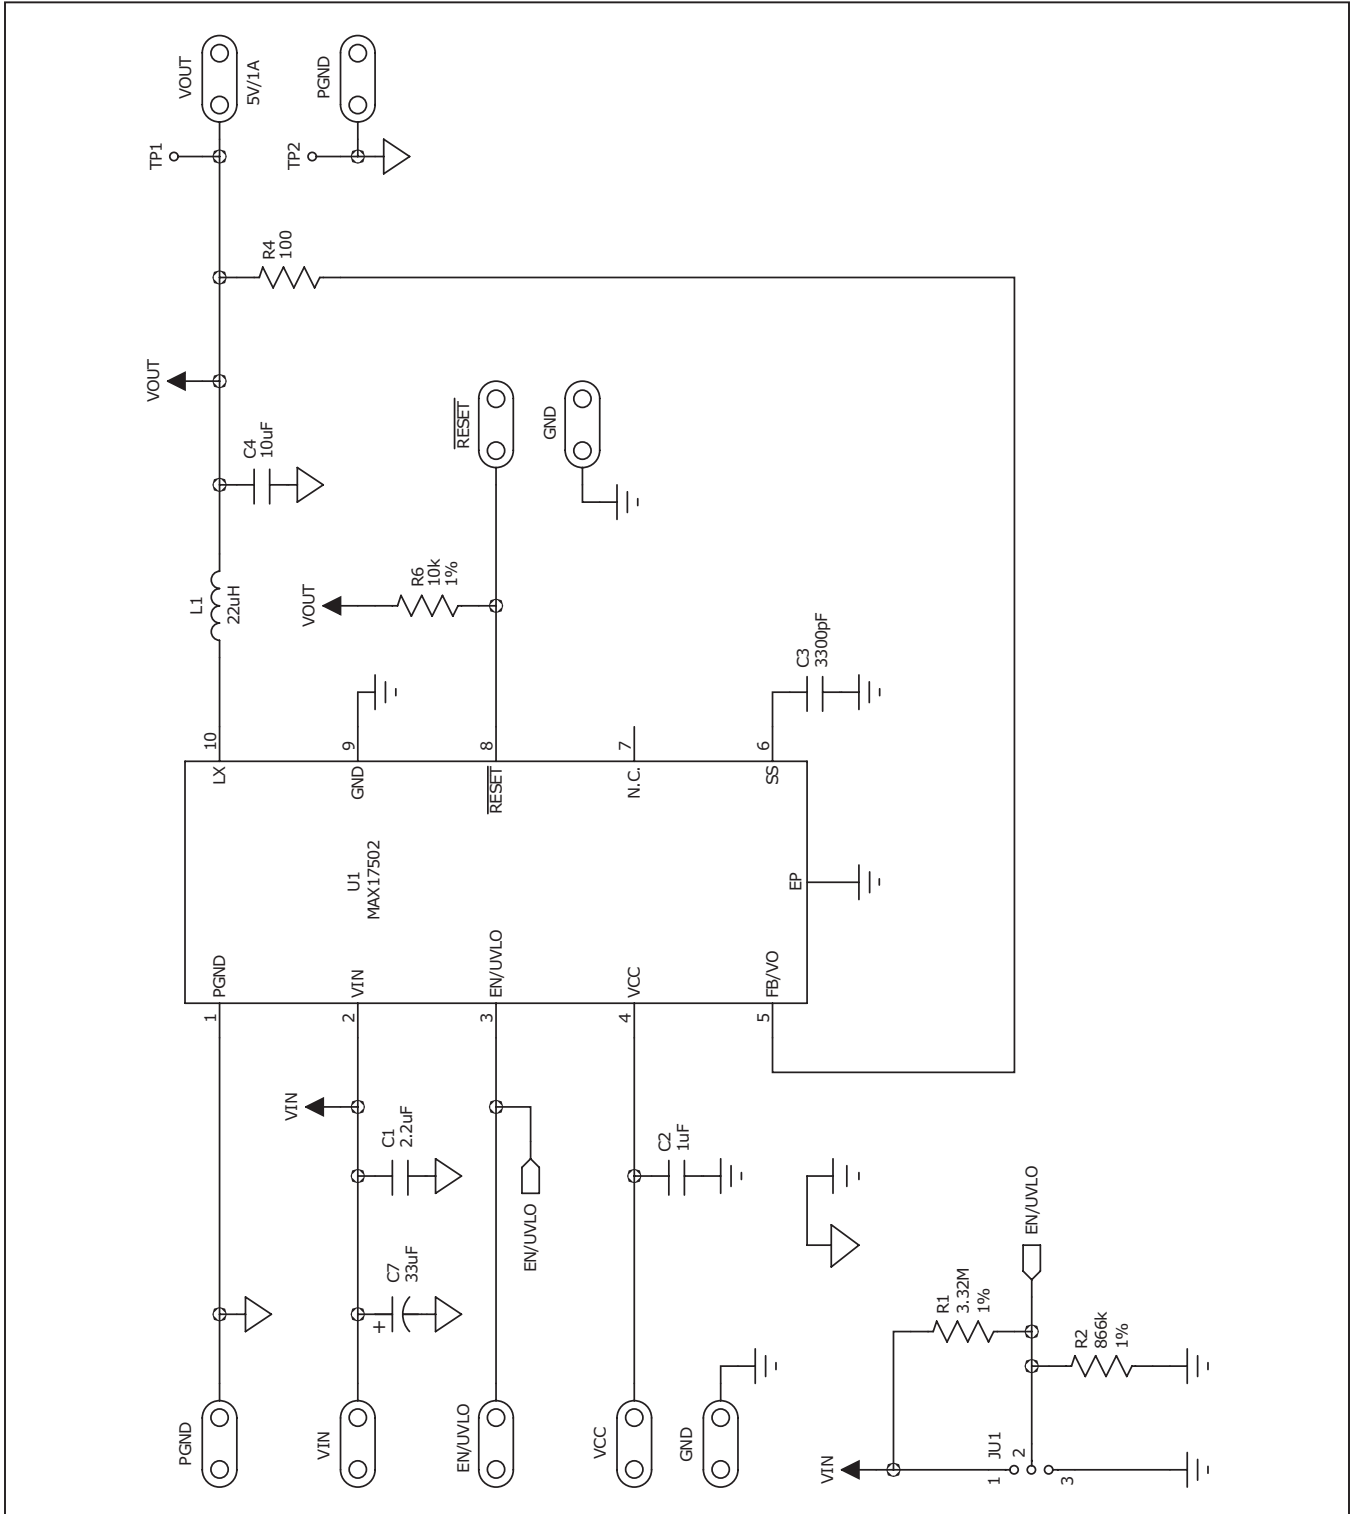 VOUT
5V/1A
PGND
TP1
TP2
R4
100
VOUT
C4
10uF
RESET
GND
L1
22uH
VOUT
R6
10k
1%
C3
3300pF
10
9
8
7
6
LX
GND
RESET
N.C.
SS
U1
MAX17502
EP
PGND
VIN
EN/UVLO
VCC
FB/VO
1
2
3
4
5
VIN
C1
2.2uF
C2
1uF
EN/UVLO
C7
33uF
+
PGND
VIN
EN/UVLO
VCC
GND
EN/UVLO
R1
3.32M
1%
R2
866k
1%
VIN
JU1
1
2
3